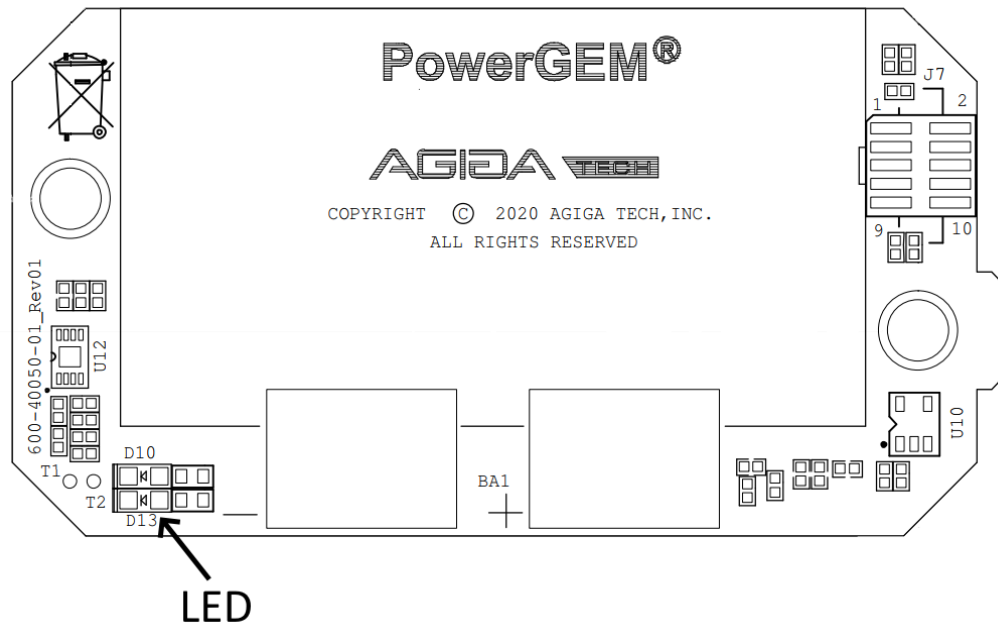 PowerGEM®
AGIGA TECH
COPYRIGHT © 2020 AGIGA TECH,INC.
ALL RIGHTS RESERVED
J7
1 2
9 10
600-40050-01_Rev01
U12
U10
T1
T2
D10
D13
BA1
LED